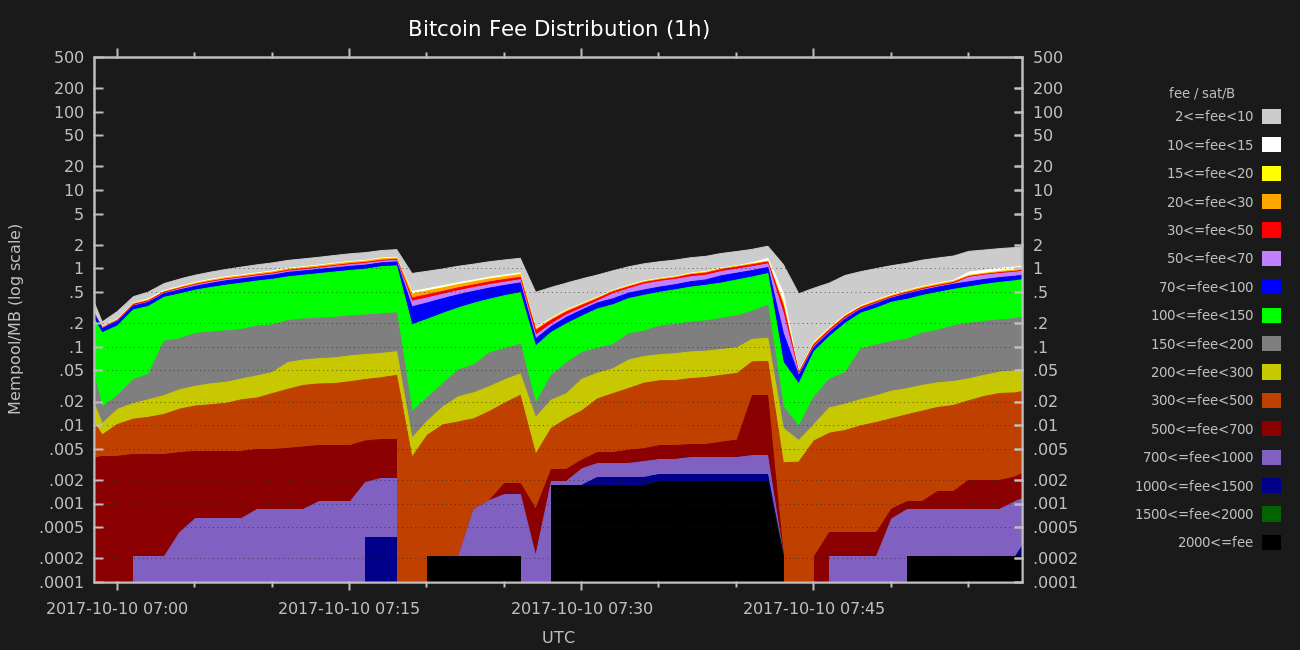 Bitcoin Fee Distribution (1h)
Mempool/MB (log scale)
500
200
100
50
20
10
5
2
1
.5
.2
.1
.05
.02
.01
.005
.002
.001
.0005
.0002
.0001
500
200
100
50
20
10
5
2
1
.5
.2
.1
.05
.02
.01
.005
.002
.001
.0005
.0002
.0001
2017-10-10 07:00 2017-10-10 07:15 2017-10-10 07:30 2017-10-10 07:45
UTC
fee / sat/B
2<=fee<10
10<=fee<15
15<=fee<20
20<=fee<30
30<=fee<50
50<=fee<70
70<=fee<100
100<=fee<150
150<=fee<200
200<=fee<300
300<=fee<500
500<=fee<700
700<=fee<1000
1000<=fee<1500
1500<=fee<2000
2000<=fee